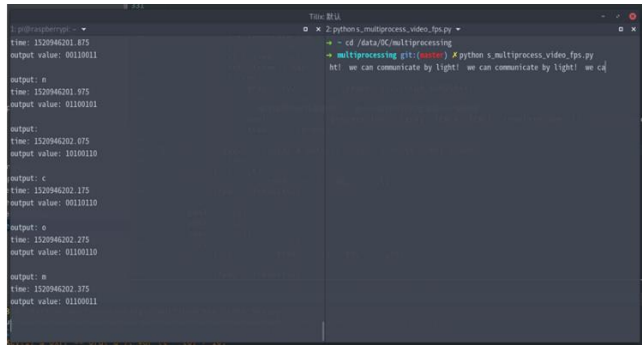 Tilix: 默认
1: pi@raspberrypi: ~
2: python s_multiprocess_video_fps.py
time: 1520946201.875
output value: 00110011
output: n
time: 1520946201.975
output value: 01100101
output:
time: 1520946202.075
output value: 10100110
output: c
time: 1520946202.175
output value: 00110110
output: o
time: 1520946202.275
output value: 01100110
output: m
time: 1520946202.375
output value: 01100011
→ ~ cd /data/OC/multiprocessing
→ multiprocessing git:(master) ✗ python s_multiprocess_video_fps.py
ht! we can communicate by light! we can communicate by light! we ca